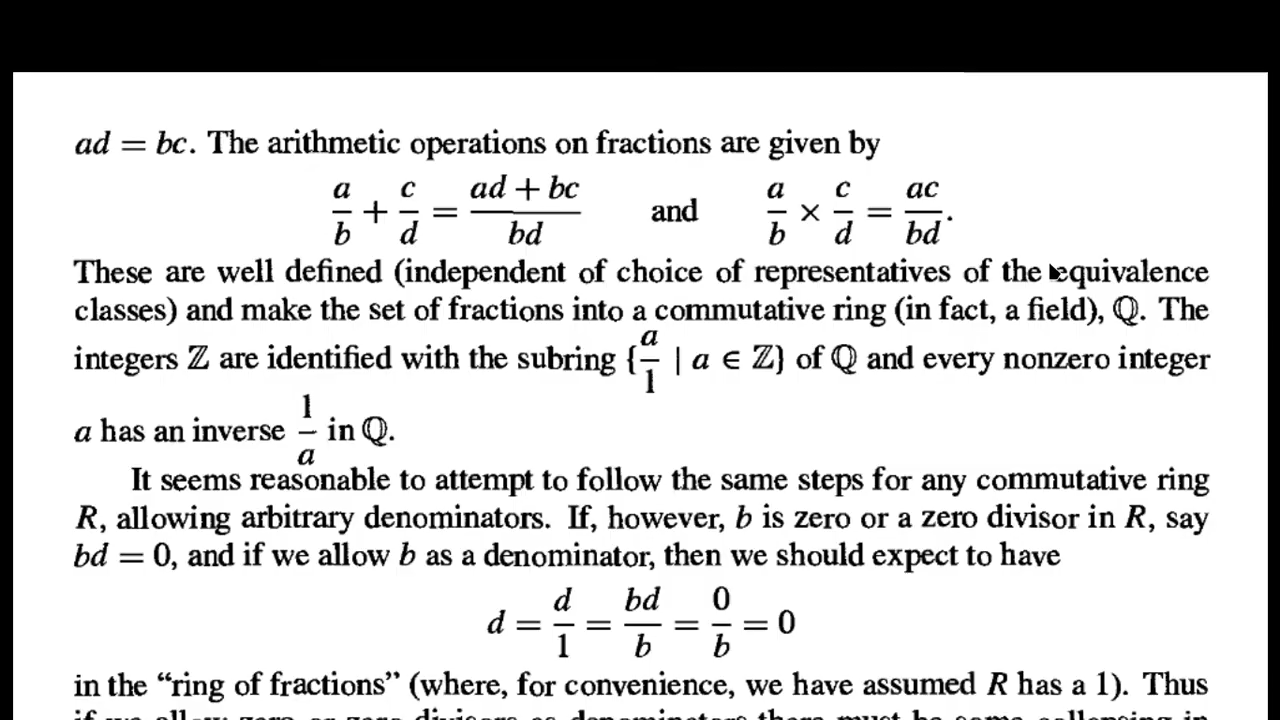 ad = bc. The arithmetic operations on fractions are given by
a/b + c/d = (ad + bc)/bd and a/b × c/d = ac/bd.
These are well defined (independent of choice of representatives of the equivalence
classes) and make the set of fractions into a commutative ring (in fact, a field), ℚ. The
integers ℤ are identified with the subring {a/1 | a ∈ ℤ} of ℚ and every nonzero integer
a has an inverse 1/a in ℚ.
It seems reasonable to attempt to follow the same steps for any commutative ring
R, allowing arbitrary denominators. If, however, b is zero or a zero divisor in R, say
bd = 0, and if we allow b as a denominator, then we should expect to have
d = d/1 = bd/b = 0/b = 0
in the “ring of fractions” (where, for convenience, we have assumed R has a 1). Thus